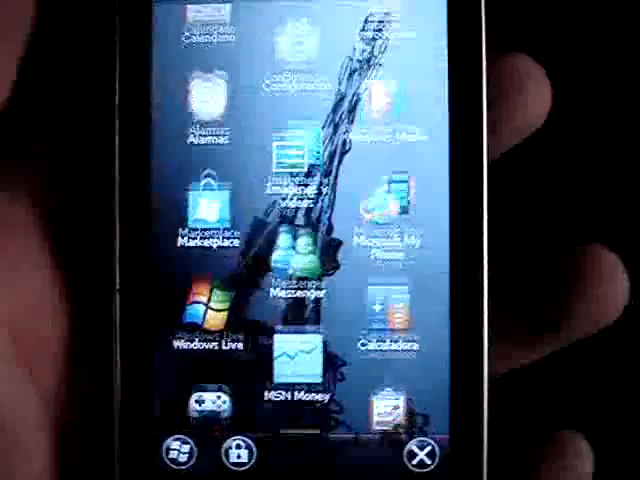 Calendario
Configuración
Alarmas
Imágenes y
vídeos
Marketplace
Microsoft My
Phone
Messenger
Windows Live
Calculadora
MSN Money